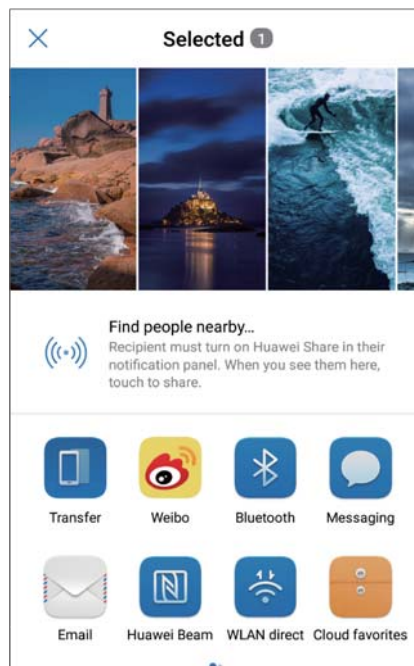 Selected 1
Find people nearby...
Recipient must turn on Huawei Share in their
notification panel. When you see them here,
touch to share.
Transfer Weibo Bluetooth Messaging
Email Huawei Beam WLAN direct Cloud favorites